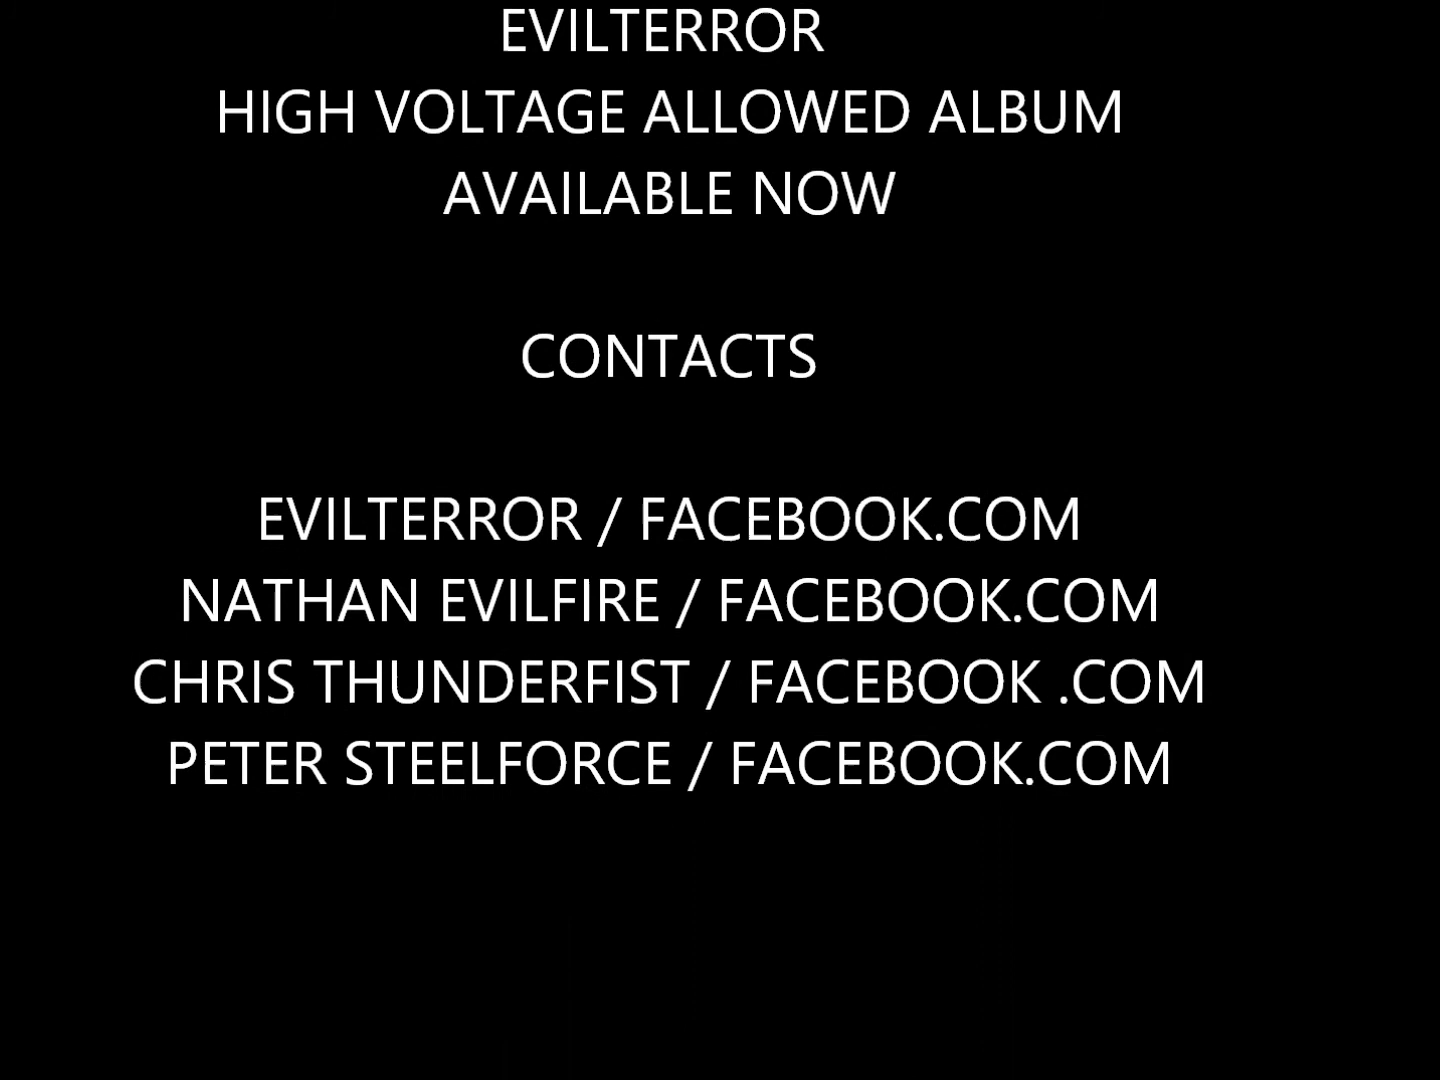 EVILTERROR
HIGH VOLTAGE ALLOWED ALBUM
AVAILABLE NOW
CONTACTS
EVILTERROR / FACEBOOK.COM
NATHAN EVILFIRE / FACEBOOK.COM
CHRIS THUNDERFIST / FACEBOOK .COM
PETER STEELFORCE / FACEBOOK.COM